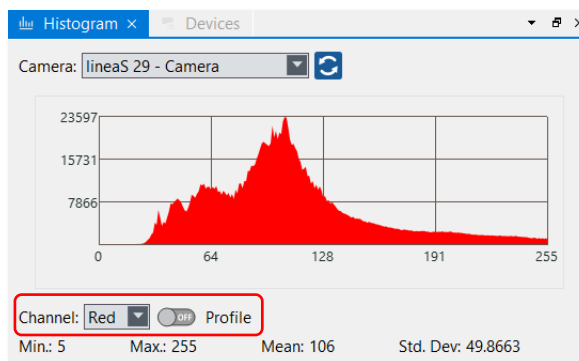 Histogram × Devices
Camera: lineaS 29 - Camera
23597
15731
7866
0 64 128 191 255
Channel: Red OFF Profile
Min.: 5 Max.: 255 Mean: 106 Std. Dev: 49.8663